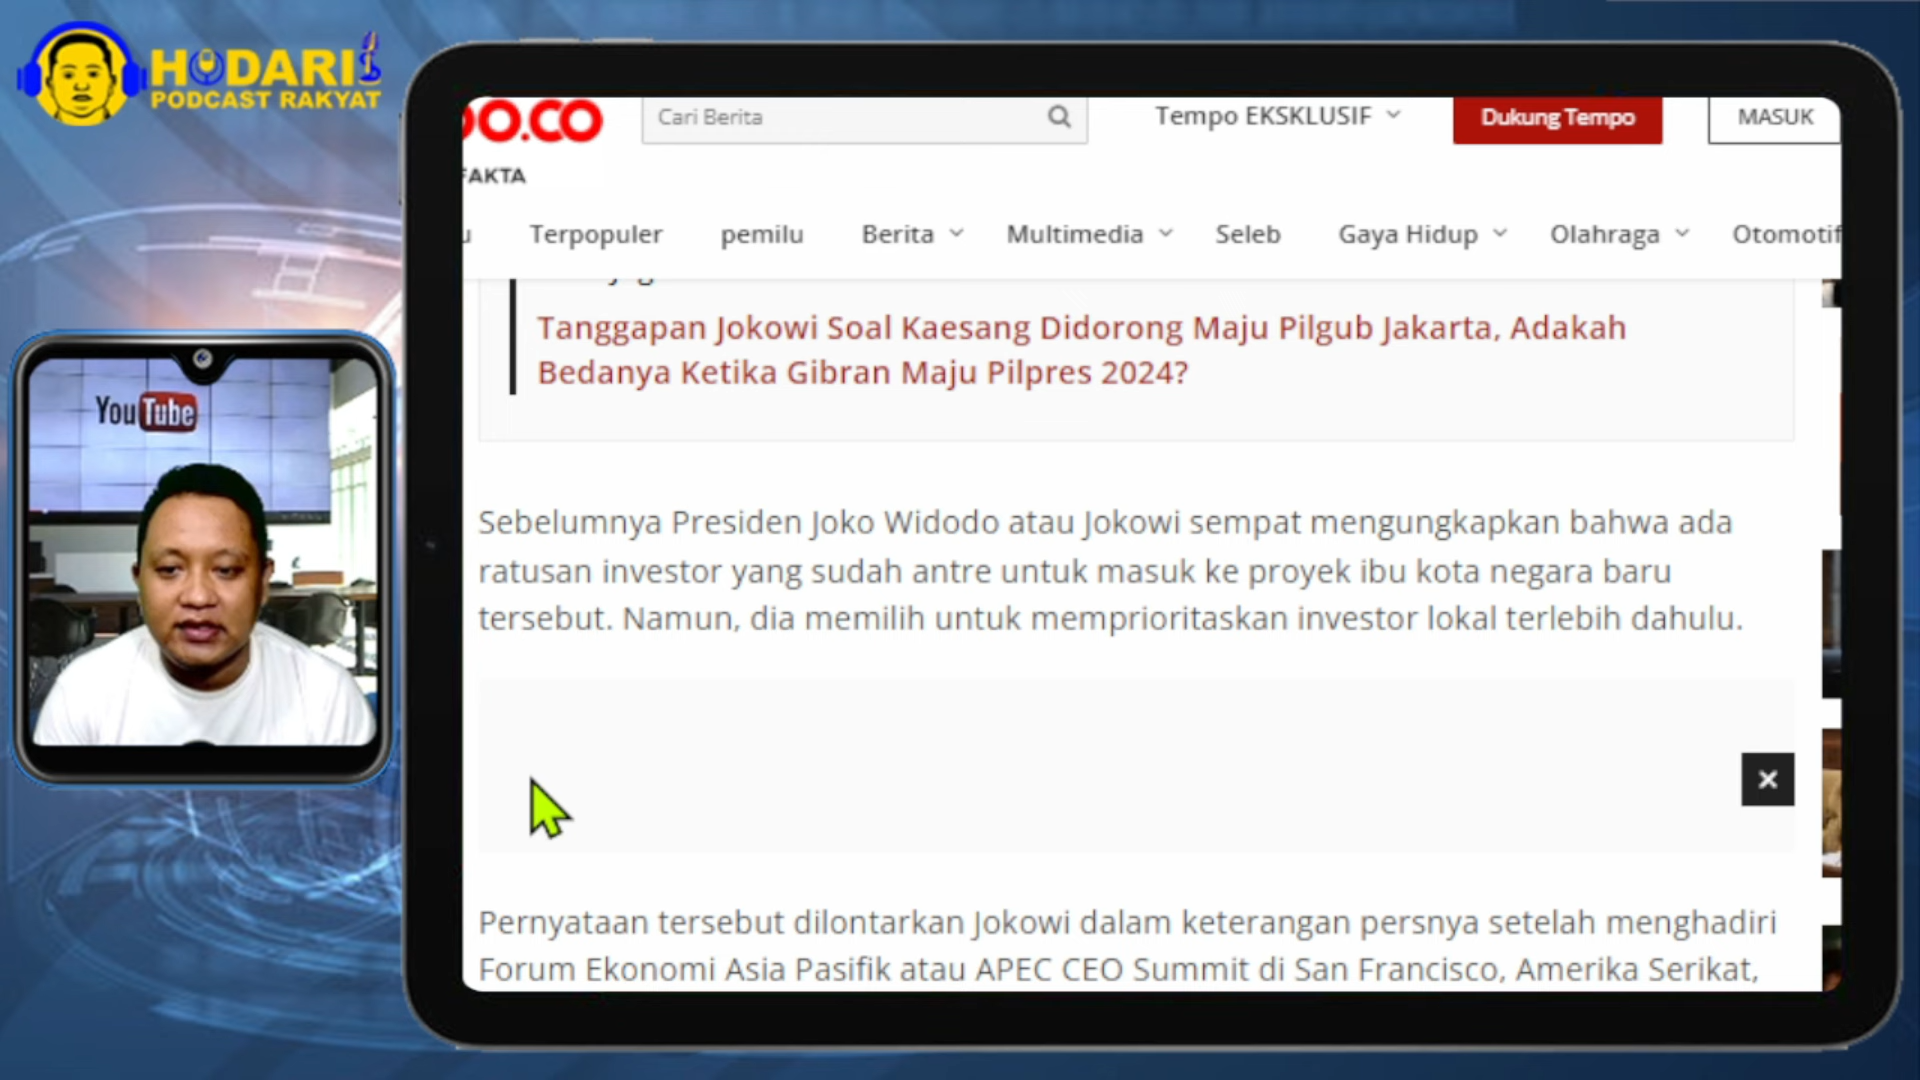 HODARI
PODCAST RAKYAT
YouTube
O.CO
Cari Berita
Tempo EKSKLUSIF
Dukung Tempo
MASUK
FAKTA
Terpopuler
pemilu
Berita
Multimedia
Seleb
Gaya Hidup
Olahraga
Otomotif
Tanggapan Jokowi Soal Kaesang Didorong Maju Pilgub Jakarta, Adakah
Bedanya Ketika Gibran Maju Pilpres 2024?
Sebelumnya Presiden Joko Widodo atau Jokowi sempat mengungkapkan bahwa ada
ratusan investor yang sudah antre untuk masuk ke proyek ibu kota negara baru
tersebut. Namun, dia memilih untuk memprioritaskan investor lokal terlebih dahulu.
Pernyataan tersebut dilontarkan Jokowi dalam keterangan persnya setelah menghadiri
Forum Ekonomi Asia Pasifik atau APEC CEO Summit di San Francisco, Amerika Serikat,